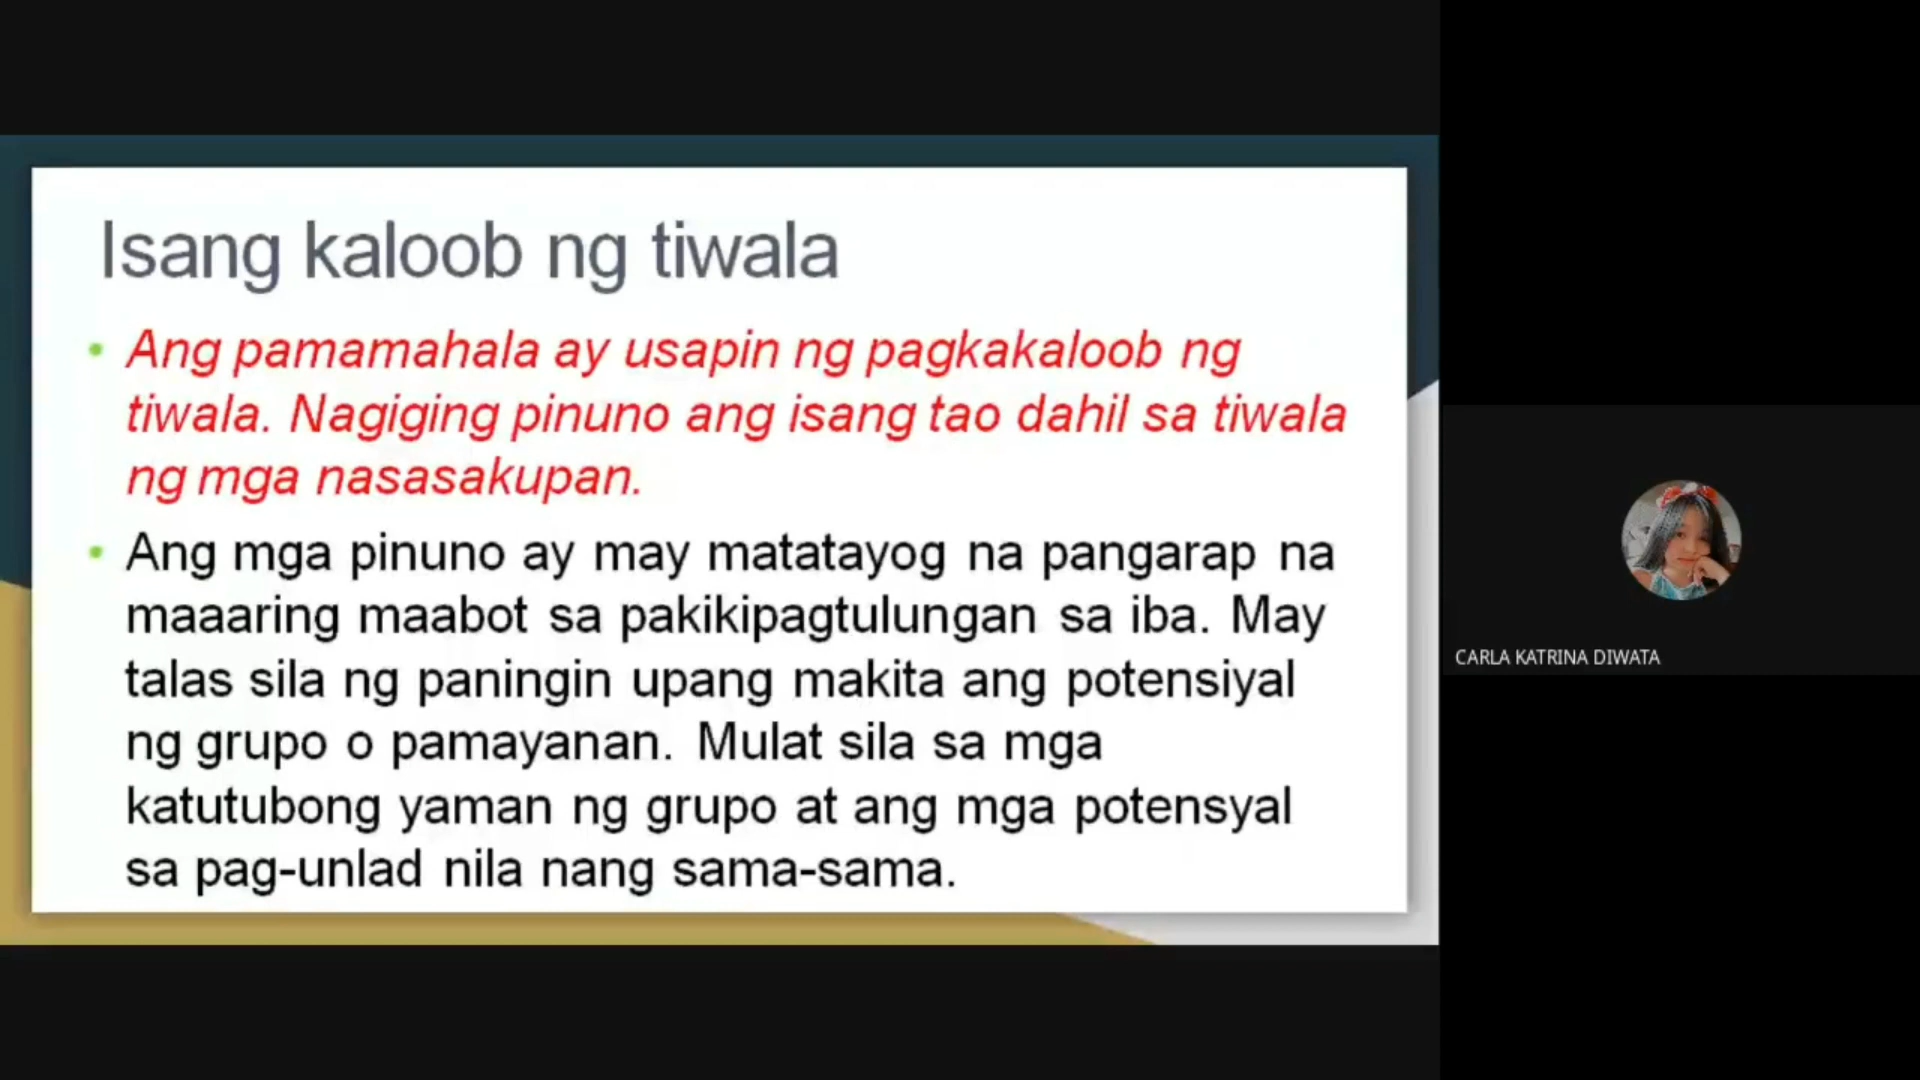 Isang kaloob ng tiwala
• Ang pamamahala ay usapin ng pagkakaloob ng
tiwala. Nagiging pinuno ang isang tao dahil sa tiwala
ng mga nasasakupan.
• Ang mga pinuno ay may matatayog na pangarap na
maaaring maabot sa pakikipagtulungan sa iba. May
talas sila ng paningin upang makita ang potensiyal
ng grupo o pamayanan. Mulat sila sa mga
katutubong yaman ng grupo at ang mga potensyal
sa pag-unlad nila nang sama-sama.
CARLA KATRINA DIWATA